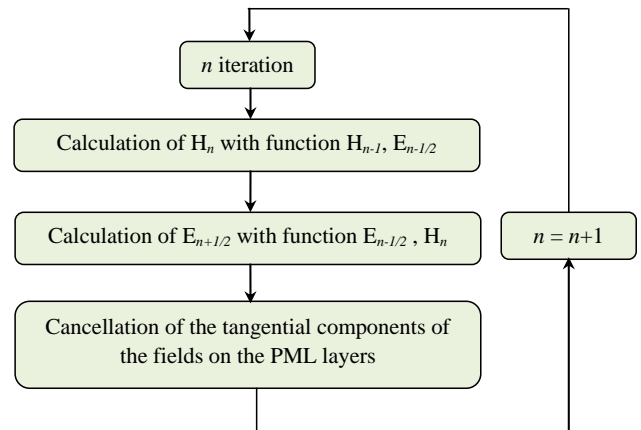 n iteration
Calculation of Hn with function Hn-1, En-1/2
Calculation of En+1/2 with function En-1/2 , Hn
n = n+1
Cancellation of the tangential components of
the fields on the PML layers